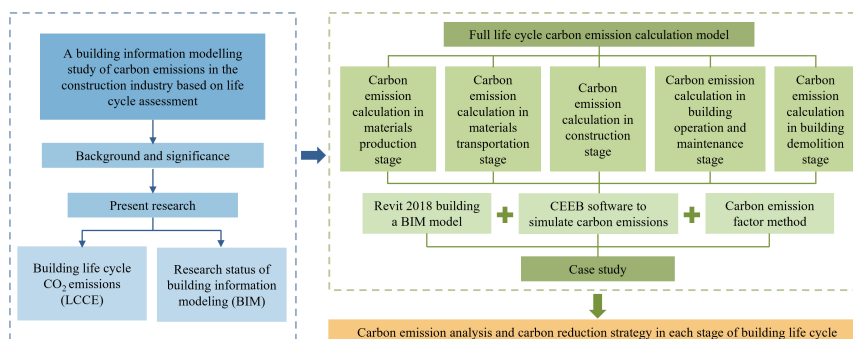 A building information modelling
study of carbon emissions in the
construction industry based on life
cycle assessment
Background and significance
Present research
Building life cycle
CO2 emissions
(LCCE)
Research status of
building information
modeling (BIM)
Full life cycle carbon emission calculation model
Carbon
emission
calculation in
materials
production
stage
Carbon
emission
calculation in
materials
transportation
stage
Carbon
emission
calculation in
construction
stage
Carbon emission
calculation in
building
operation and
maintenance
stage
Carbon
emission
calculation
in building
demolition stage
Revit 2018 building
a BIM model
CEEB software to
simulate carbon emissions
Carbon emission
factor method
Case study
Carbon emission analysis and carbon reduction strategy in each stage of building life cycle